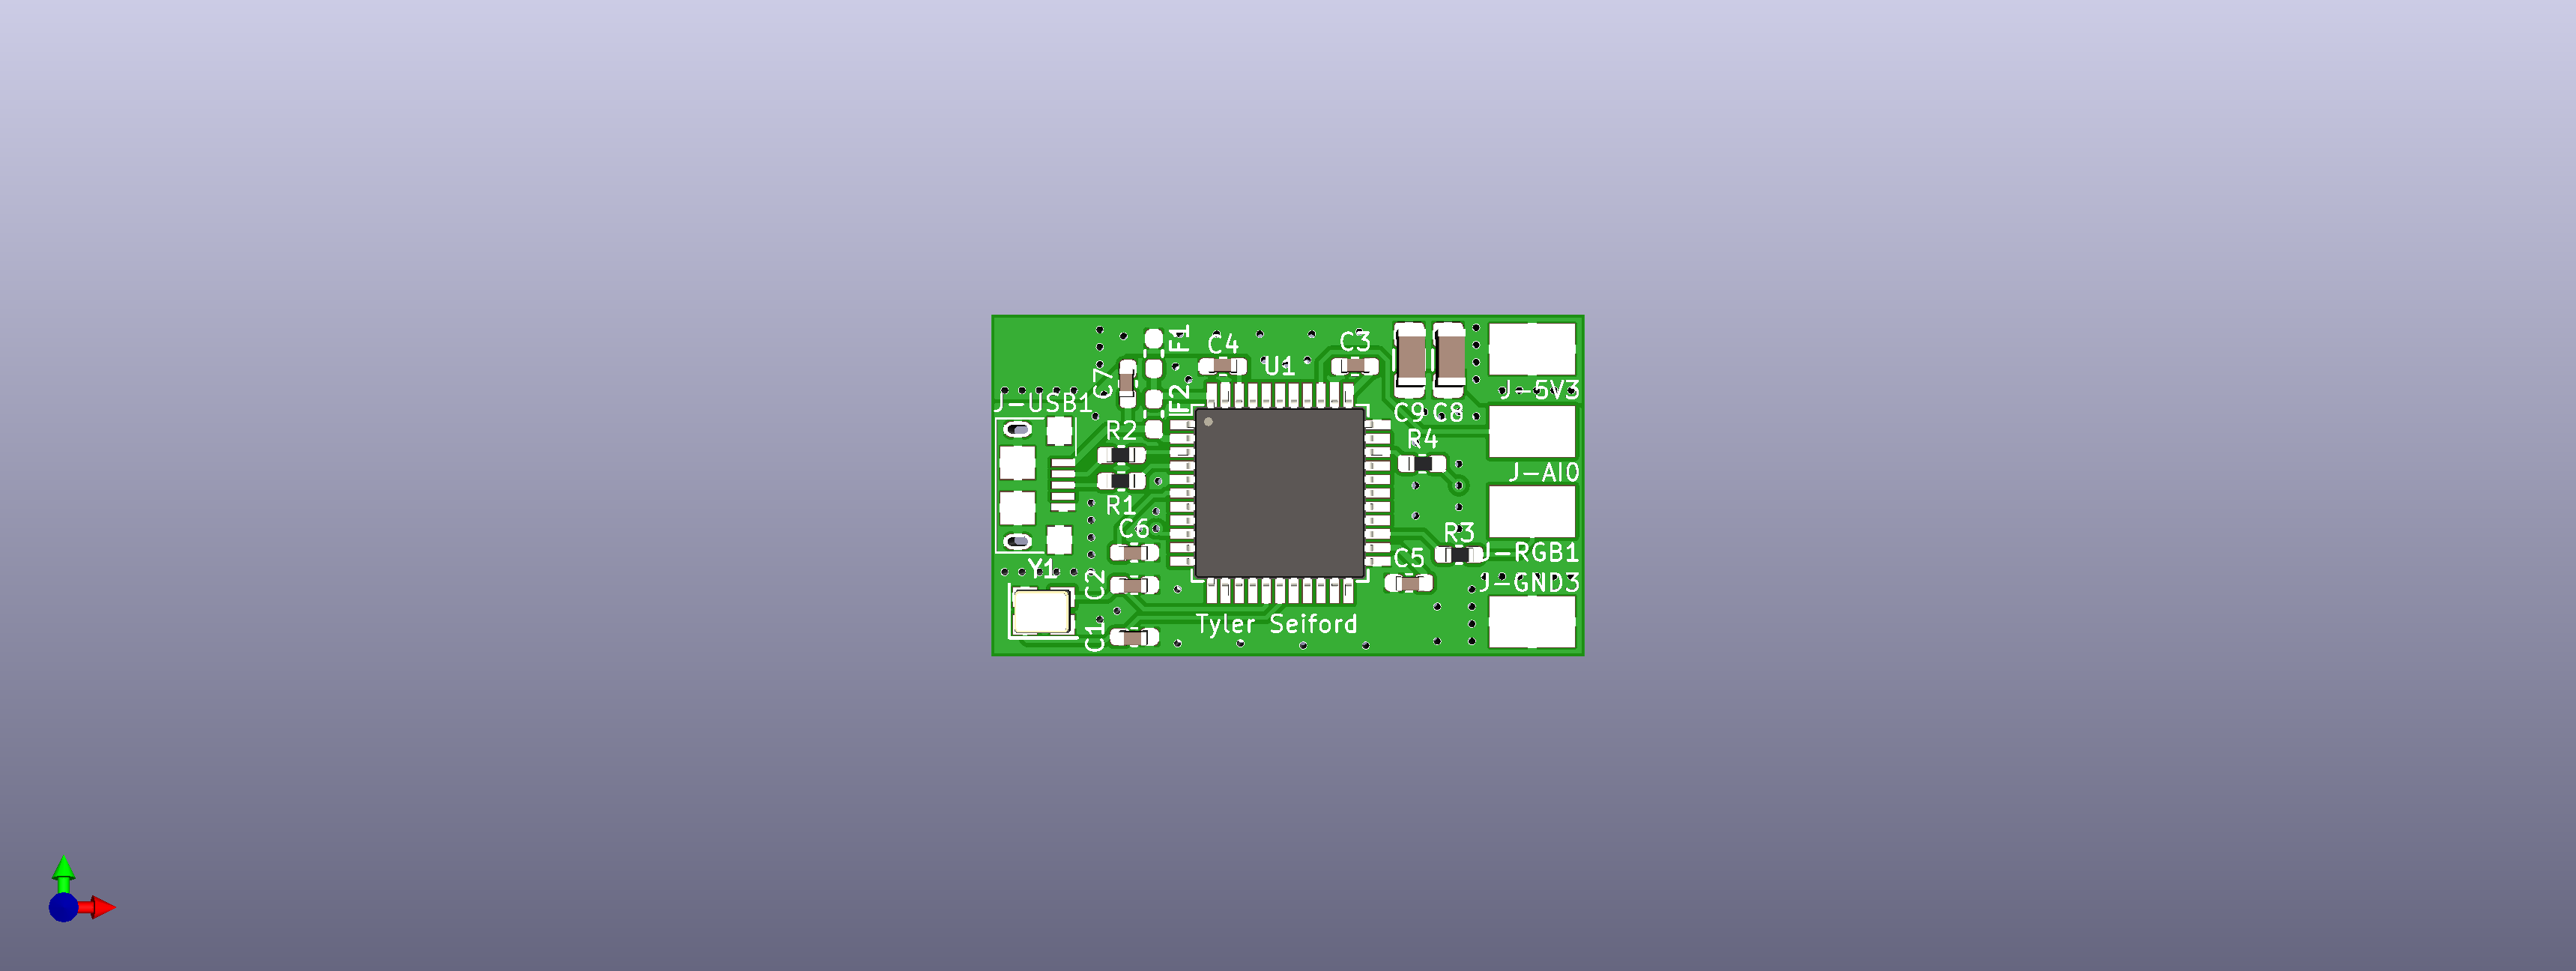 F1
C4
C3
U1
C7
F2
J-5V3
J-USB1
C9
C8
R2
R4
J-AI0
R1
C6
R3
J-RGB1
C5
Y1
C2
J-GND3
Tyler Seiford
C1